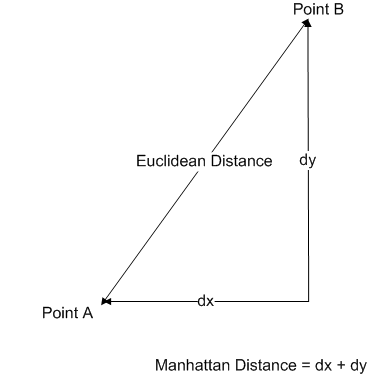 Point B
Euclidean Distance
dy
dx
Point A
Manhattan Distance = dx + dy